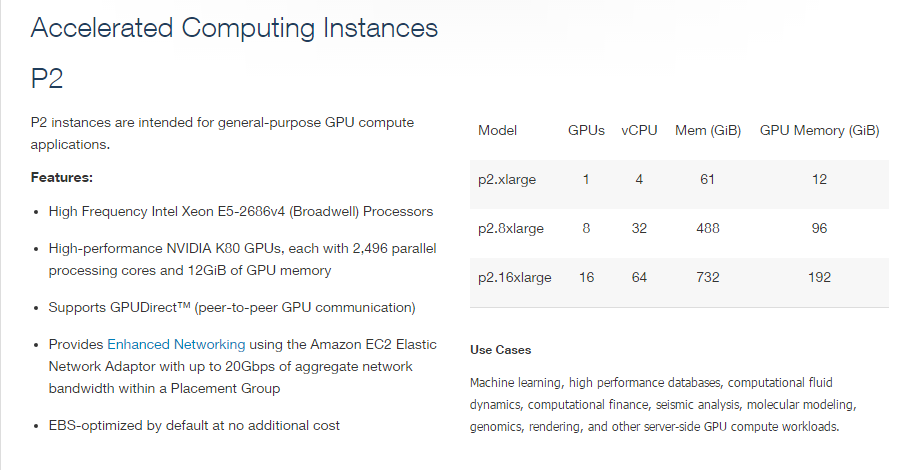 Accelerated Computing Instances
P2
P2 instances are intended for general-purpose GPU compute
applications.
Features:
• High Frequency Intel Xeon E5-2686v4 (Broadwell) Processors
• High-performance NVIDIA K80 GPUs, each with 2,496 parallel
processing cores and 12GiB of GPU memory
• Supports GPUDirect™ (peer-to-peer GPU communication)
• Provides Enhanced Networking using the Amazon EC2 Elastic
Network Adaptor with up to 20Gbps of aggregate network
bandwidth within a Placement Group
• EBS-optimized by default at no additional cost
Model GPUs vCPU Mem (GiB) GPU Memory (GiB)
p2.xlarge 1 4 61 12
p2.8xlarge 8 32 488 96
p2.16xlarge 16 64 732 192
Use Cases
Machine learning, high performance databases, computational fluid
dynamics, computational finance, seismic analysis, molecular modeling,
genomics, rendering, and other server-side GPU compute workloads.